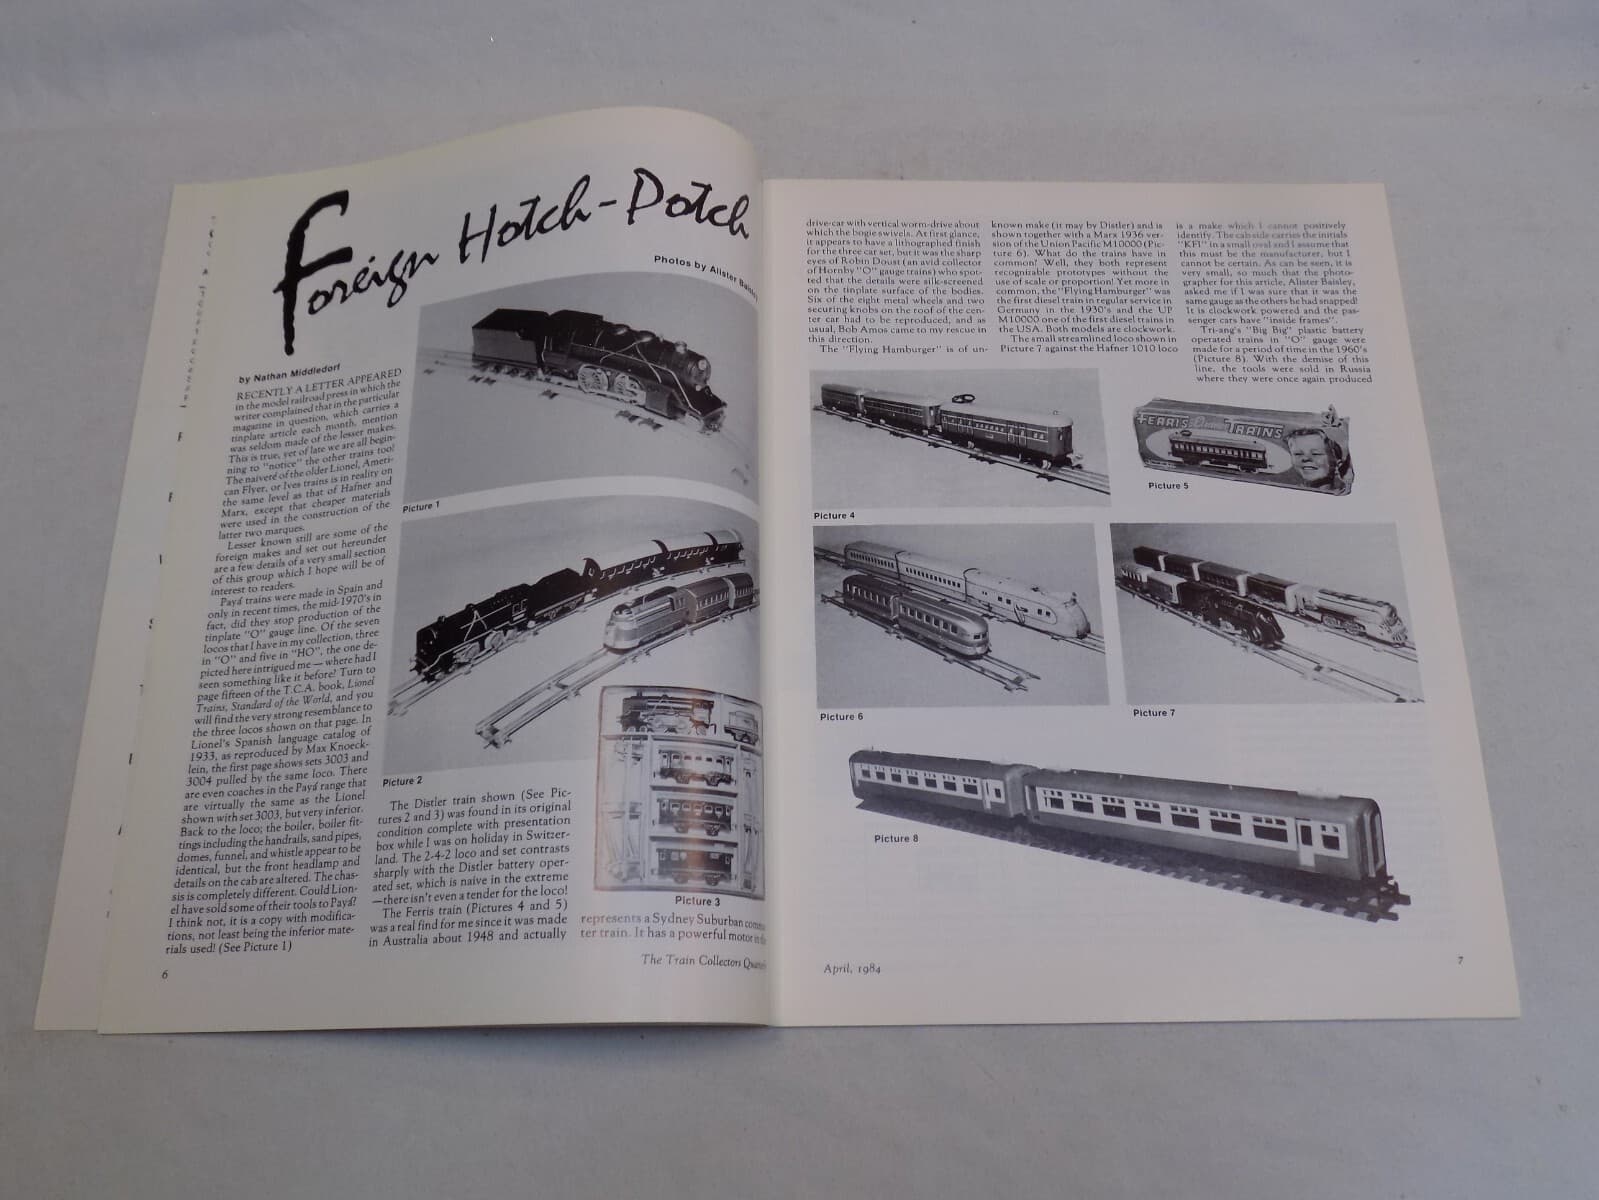 Foreign Hotch-Potch
Photos by Alister Baisley
by Nathan Middledorf
RECENTLY A LETTER APPEARED
in the model railroad press in which the
writer complained that in the particular
magazine in question, which carries a
tinplate article each month, mention
was seldom made of the lesser makes.
This is true, yet of late we are all begin-
ning to "notice" the other trains too!
The naiveté of the older Lionel, Ameri-
can Flyer, or Ives trains is in reality on
the same level as that of Hafner and
Marx, except that cheaper materials
were used in the construction of the
latter two marques.
Lesser known still are some of the
foreign makes and set out hereunder
are a few details of a very small section
of this group which I hope will be of
interest to readers.
Payá trains were made in Spain and
only in recent times, the mid-1970's in
fact, did they stop production of the
tinplate "O" gauge line. Of the seven
locos that I have in my collection, three
in "O" and five in "HO", the one de-
picted here intrigued me — where had I
seen something like it before? Turn to
page fifteen of the T.C.A. book, Lionel
Trains, Standard of the World, and you
will find the very strong resemblance to
the three locos shown on that page. In
Lionel's Spanish language catalog of
1933, as reproduced by Max Knoeck-
lein, the first page shows sets 3003 and
3004 pulled by the same loco. There
are even coaches in the Payá range that
are virtually the same as the Lionel
shown with set 3003, but very inferior.
Back to the loco; the boiler, boiler fit-
tings including the handrails, sand pipes,
domes, funnel, and whistle appear to be
identical, but the front headlamp and
details on the cab are altered. The chas-
sis is completely different. Could Lion-
el have sold some of their tools to Payá?
I think not, it is a copy with modifica-
tions, not least being the inferior mate-
rials used! (See Picture 1)
Picture 1
Picture 2
The Distler train shown (See Pic-
tures 2 and 3) was found in its original
condition complete with presentation
box while I was on holiday in Switzer-
land. The 2-4-2 loco and set contrasts
sharply with the Distler battery oper-
ated set, which is naive in the extreme
—there isn't even a tender for the loco!
The Ferris train (Pictures 4 and 5)
was a real find for me since it was made
in Australia about 1948 and actually
Picture 3
represents a Sydney Suburban commu
ter train. It has a powerful motor in the
6
The Train Collectors Quarterly
drive-car with vertical worm-drive about
which the bogie swivels. At first glance,
it appears to have a lithographed finish
for the three car set, but it was the sharp
eyes of Robin Doust (an avid collector
of Hornby "O" gauge trains) who spot-
ted that the details were silk-screened
on the tinplate surface of the bodies.
Six of the eight metal wheels and two
securing knobs on the roof of the cen-
ter car had to be reproduced, and as
usual, Bob Amos came to my rescue in
this direction.
The "Flying Hamburger" is of un-
known make (it may by Distler) and is
shown together with a Marx 1936 ver-
sion of the Union Pacific M10000 (Pic-
ture 6). What do the trains have in
common? Well, they both represent
recognizable prototypes without the
use of scale or proportion! Yet more in
common, the "Flying Hamburger" was
the first diesel train in regular service in
Germany in the 1930's and the UP
M10000 one of the first diesel trains in
the USA. Both models are clockwork.
The small streamlined loco shown in
Picture 7 against the Hafner 1010 loco
is a make which I cannot positively
identify. The cab side carries the initials
"KFI" in a small oval and I assume that
this must be the manufacturer, but I
cannot be certain. As can be seen, it is
very small, so much that the photo-
grapher for this article, Alister Baisley,
asked me if I was sure that it was the
same gauge as the others he had snapped!
It is clockwork powered and the pas-
senger cars have "inside frames".
Tri-ang's "Big Big" plastic battery
operated trains in "O" gauge were
made for a period of time in the 1960's
(Picture 8). With the demise of this
line, the tools were sold in Russia
where they were once again produced
Picture 4
FERRIS TRAINS
Picture 5
Picture 6
Picture 7
Picture 8
April, 1984
7